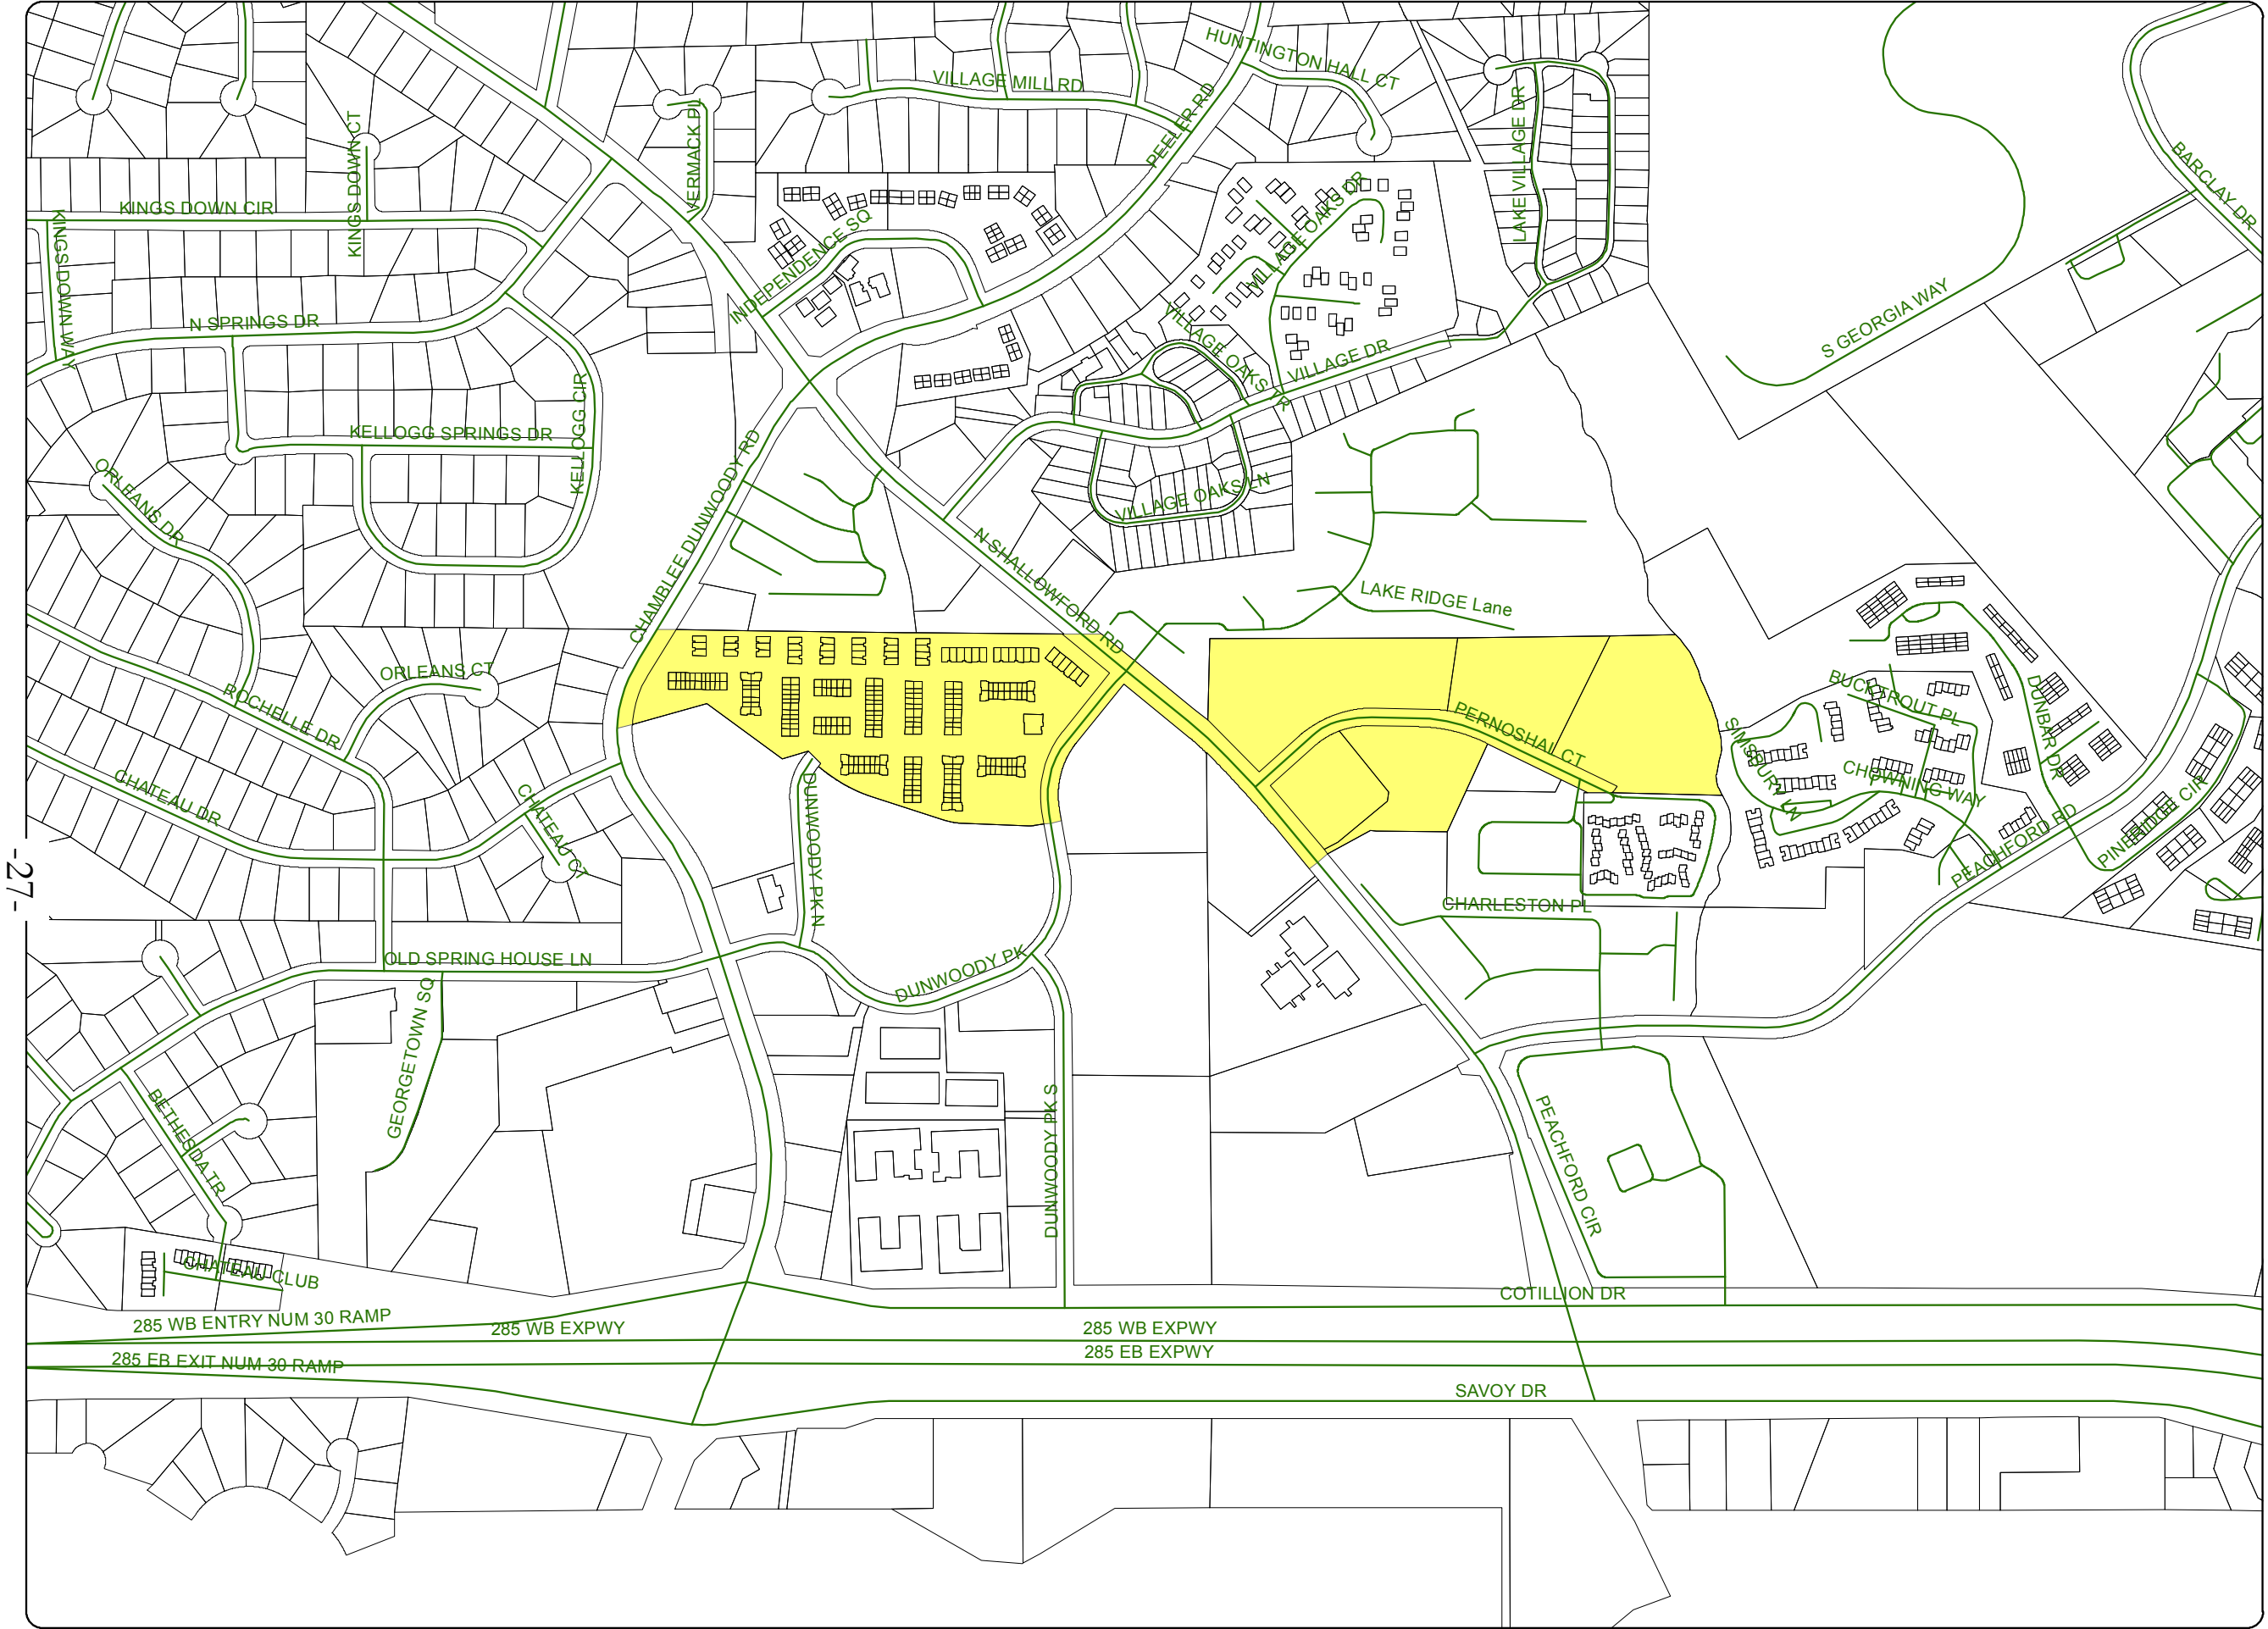 HUNTINGTON HALL CT
VILLAGE MILL RD
PEELER RD
VERMACK PL
LAKE VILLAGE DR
KINGS DOWN CT
BARCLAY DR
KINGS DOWN CIR
KINGS DOWN WAY
INDEPENDENCE SQ
VILLAGE OAKS DR
VILLAGE OAKS TR
VILLAGE DR
S GEORGIA WAY
N SPRINGS DR
KELLOGG CIR
KELLOGG SPRINGS DR
ORLEANS DR
CHAMBLEE DUNWOODY RD
VILLAGE OAKS LN
N SHALLOWFORD RD
LAKE RIDGE Lane
ORLEANS CT
ROCHELLE DR
BUCKTROUT PL
DUNBAR DR
PERNOSHAL CT
SIMSBURY LN
CHATEAU DR
CHATEAU CT
DUNWOODY PK N
CHOWNING WAY
PEACHFORD RD
PINERIDGE CIR
-27-
CHARLESTON PL
OLD SPRING HOUSE LN
DUNWOODY PK
GEORGETOWN SQ
BETHESDA TR
DUNWOODY PK S
PEACHFORD CIR
CHATEAU CLUB
COTILLION DR
285 WB ENTRY NUM 30 RAMP
285 WB EXPWY
285 WB EXPWY
285 EB EXIT NUM 30 RAMP
285 EB EXPWY
SAVOY DR